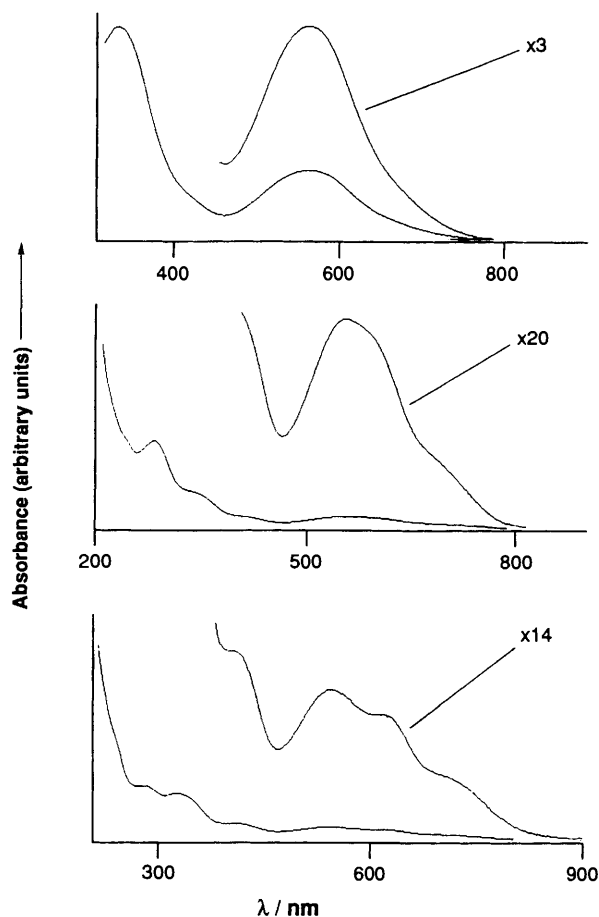 x3
400 600 800
x20
200 500 800
x14
300 600 900
λ / nm
Absorbance (arbitrary units)